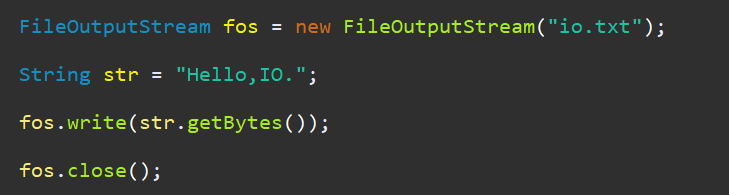 FileOutputStream fos = new FileOutputStream("io.txt");
String str = "Hello,IO.";
fos.write(str.getBytes());
fos.close();